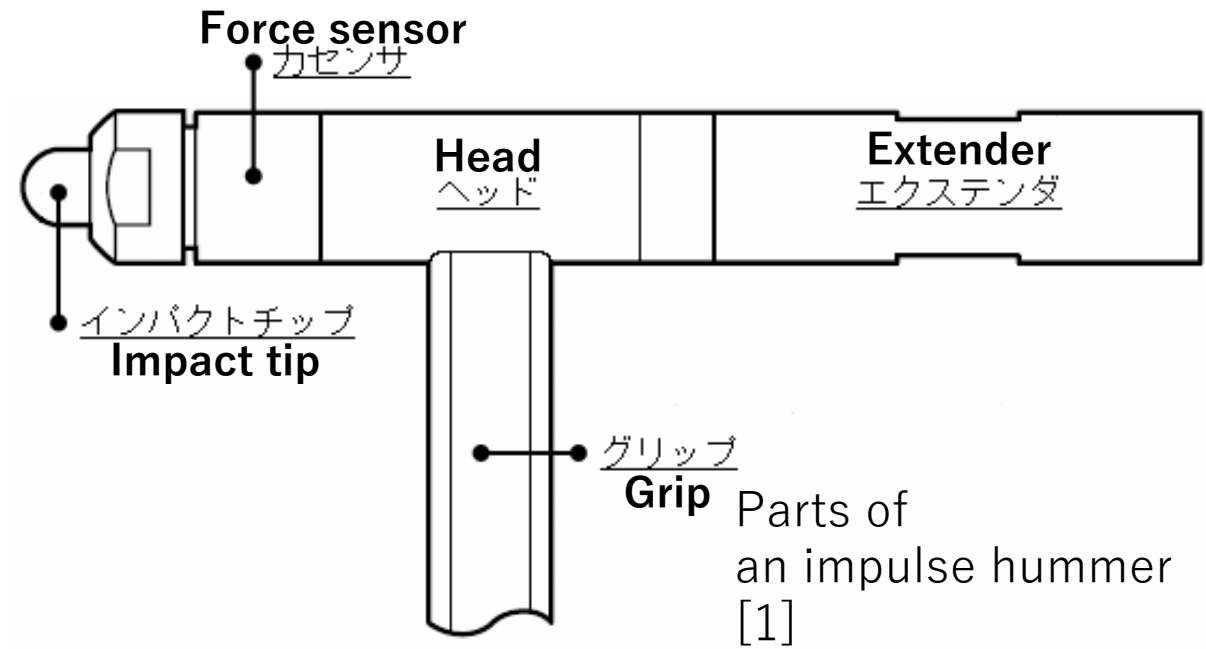 Force sensor
力センサ
Head
ヘッド
Extender
エクステンダ
インパクトチップ
Impact tip
グリップ
Grip
Parts of
an impulse hummer
[1]